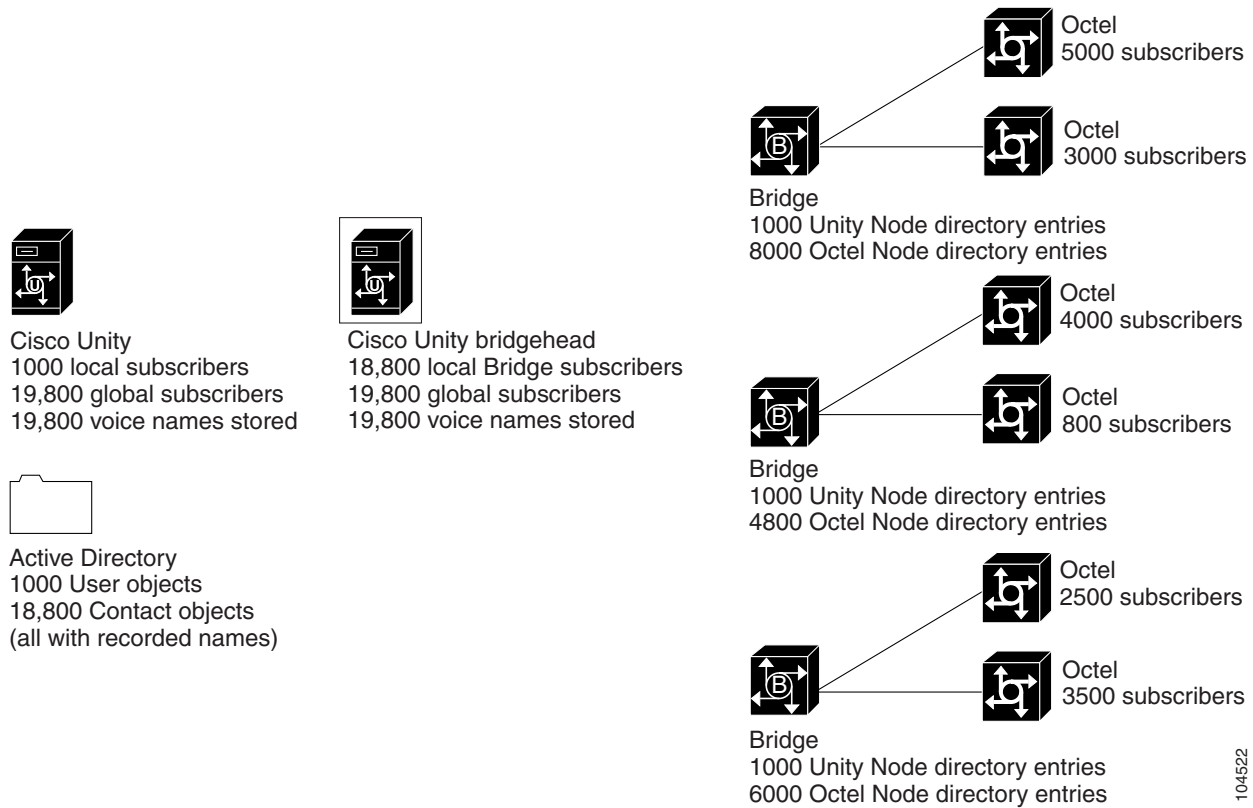 Octel
5000 subscribers
B
Octel
3000 subscribers
Bridge
1000 Unity Node directory entries
8000 Octel Node directory entries
U
Cisco Unity
1000 local subscribers
19,800 global subscribers
19,800 voice names stored
U
Cisco Unity bridgehead
18,800 local Bridge subscribers
19,800 global subscribers
19,800 voice names stored
Octel
4000 subscribers
B
Octel
800 subscribers
Bridge
1000 Unity Node directory entries
4800 Octel Node directory entries
Active Directory
1000 User objects
18,800 Contact objects
(all with recorded names)
Octel
2500 subscribers
B
Octel
3500 subscribers
Bridge
1000 Unity Node directory entries
6000 Octel Node directory entries
104522